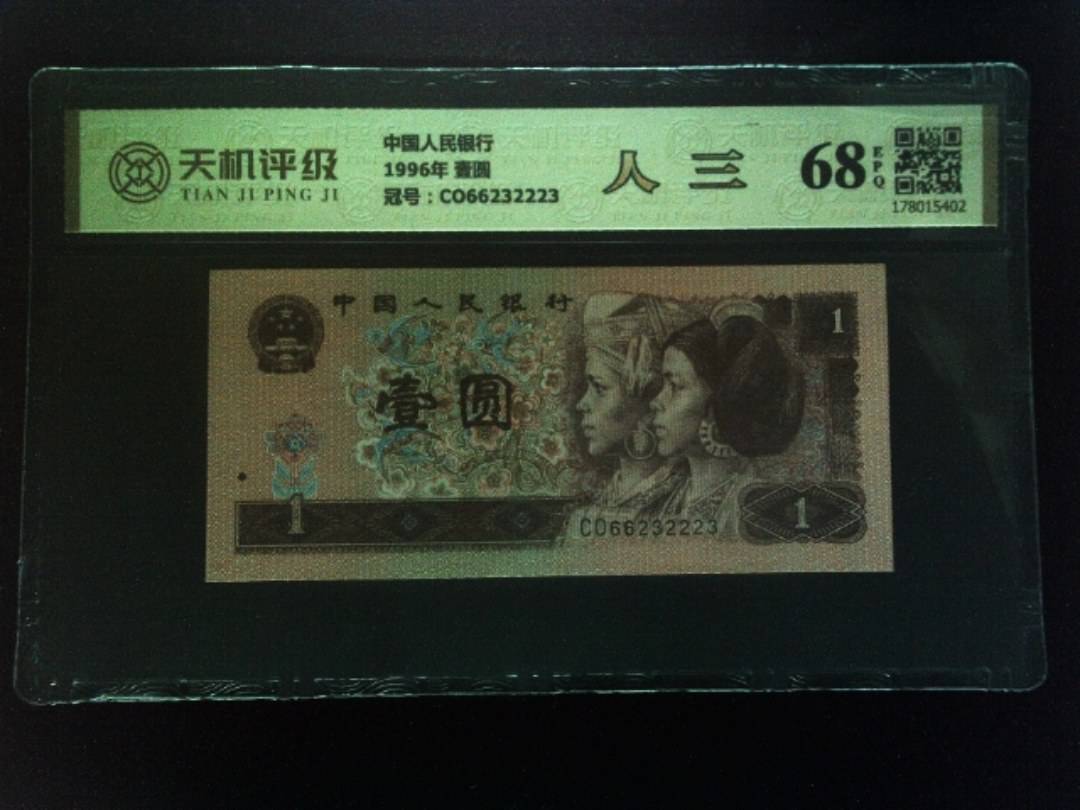 天机评级
TIAN JI PING JI
中国人民银行
1996年 壹圆
冠号：CO66232223
人 三
68
EPQ
178015402
中国人民银行
1
壹圆
1
CO66232223
1